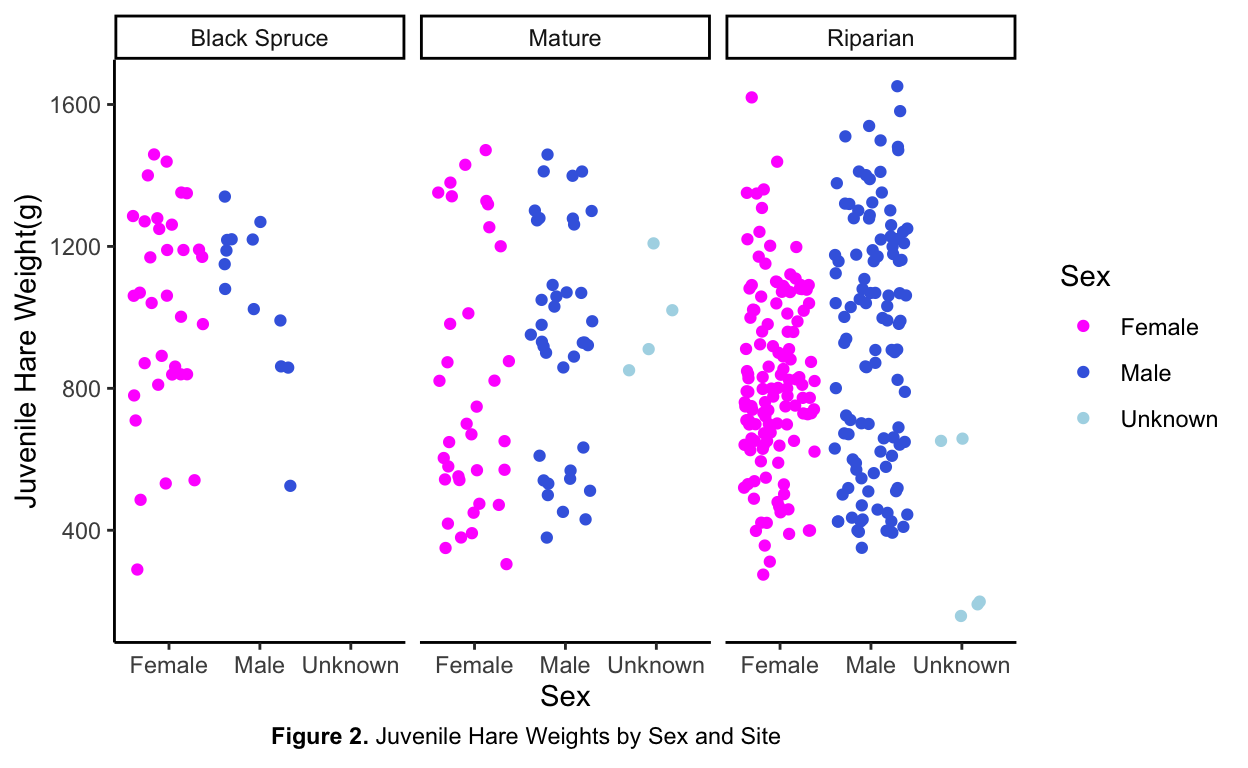 Black Spruce
Mature
Riparian
Juvenile Hare Weight(g)
1600
1200
800
400
Female
Male
Unknown
Female
Male
Unknown
Female
Male
Unknown
Sex
Sex
Female
Male
Unknown
Figure 2. Juvenile Hare Weights by Sex and Site